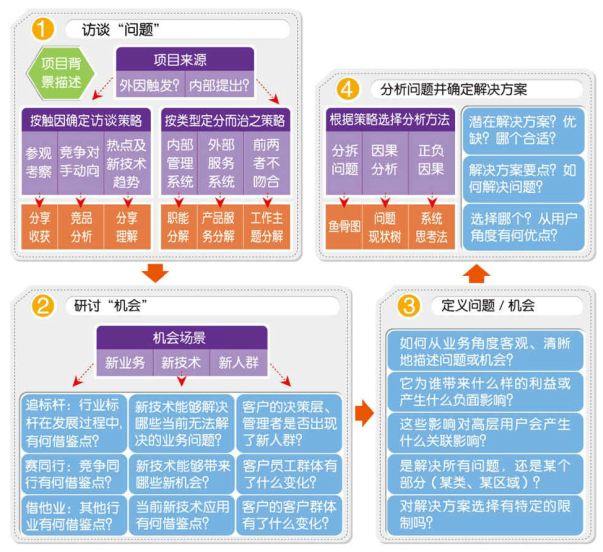 ① 访谈“问题”
项目背
景描述
项目来源
外因触发? 内部提出?
按触因确定访谈策略
参观
考察
竞争对
手动向
热点及
新技术
趋势
分享
收获
竞品
分析
分享
理解
按类型定分而治之策略
内部
管理
系统
外部
服务
系统
前两
者不
吻合
职能
分解
产品服
务分解
工作主
题分解
② 研讨“机会”
机会场景
新业务 新技术 新人群
追标杆：行业标
杆在发展过程中,
有何借鉴点?
赛同行：竞争同
行有何借鉴点?
借他业：其他行
业有何借鉴点?
新技术能够解决
哪些当前无法解
决的业务问题?
新技术能够带来
哪些新机会?
当前新技术应用
有何借鉴点?
客户的决策层、
管理者是否出现
了新人群?
客户员工群体有
了什么变化?
客户的客户群体
有了什么变化?
③ 定义问题 / 机会
如何从业务角度客观、清晰
地描述问题或机会?
它为谁带来什么样的利益或
产生什么负面影响?
这些影响对高层用户会产生
什么关联影响?
是解决所有问题，还是某个
部分（某类、某区域）?
对解决方案选择有特定的限
制吗?
④ 分析问题并确定解决方案
根据策略选择分析方法
分拆
问题
因果
分析
正负
因果
鱼骨图
问题
现状树
系统
思考法
潜在解决方案? 优
缺? 哪个合适?
解决方案要点? 如
何解决问题?
选择哪个? 从用户
角度有何优点?